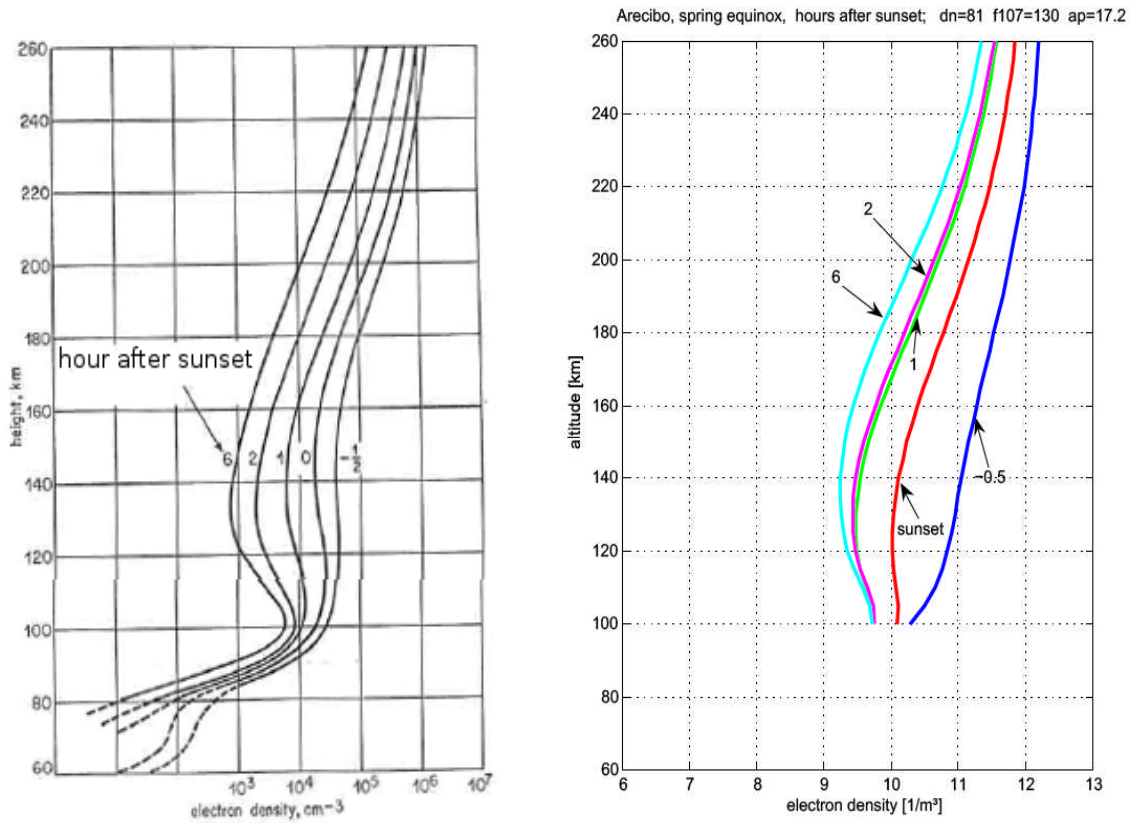 260
240
220
200
180
hour after sunset
160
height, km
6 2 1 0 -½
140
120
100
80
60
10³ 10⁴ 10⁵ 10⁶ 10⁷
electron density, cm-3
Arecibo, spring equinox, hours after sunset; dn=81 f107=130 ap=17.2
260
240
220
2
200
6
180
1
altitude [km]
160
140
−0.5
sunset
120
100
80
60
6 7 8 9 10 11 12 13
electron density [1/m³]